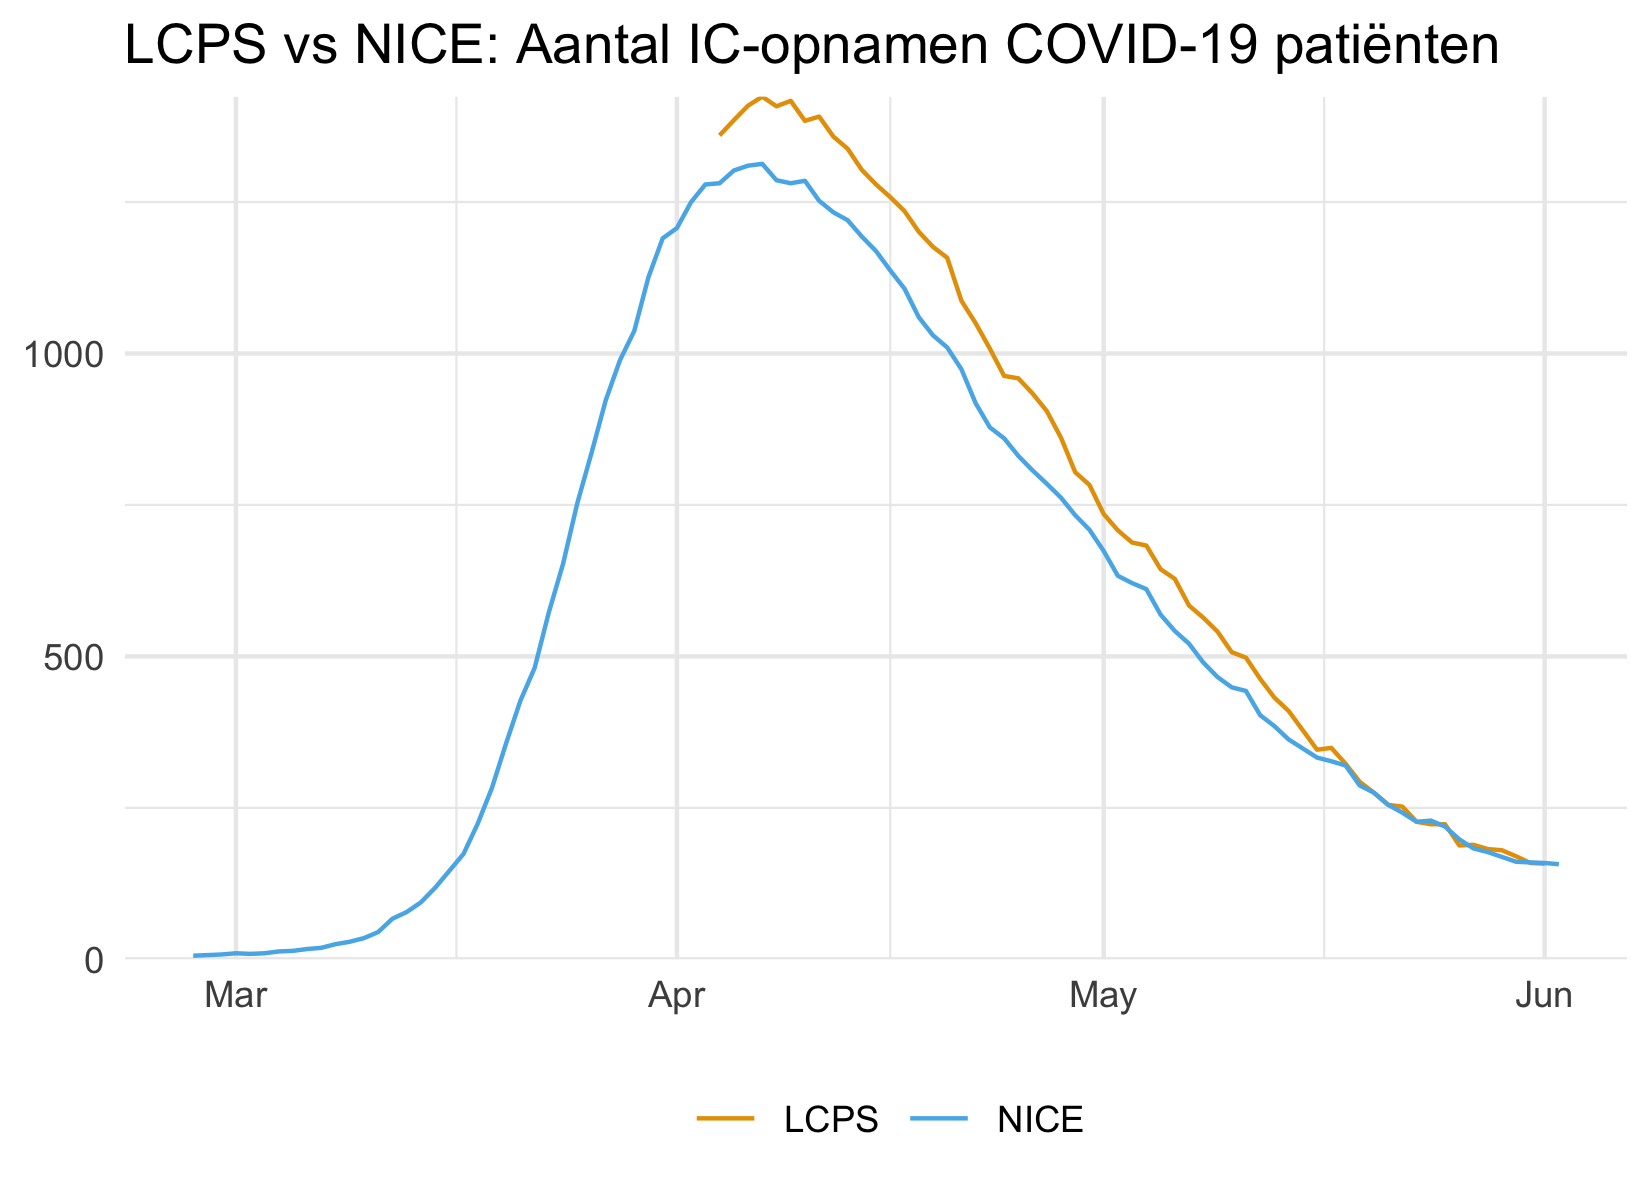 LCPS vs NICE: Aantal IC-opnamen COVID-19 patiënten
1000
500
0
Mar Apr May Jun
LCPS NICE